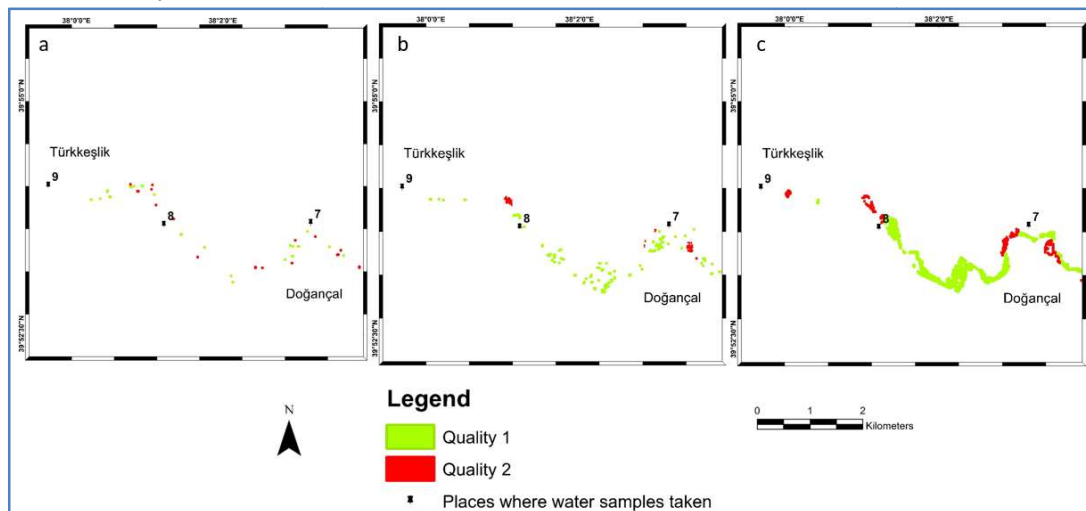 38°0'0"E 38°2'0"E
38°0'0"E 38°2'0"E
38°0'0"E 38°2'0"E
a
b
c
39°55'0"N
39°55'0"N
39°55'0"N
Türkkeşlik
Türkkeşlik
Türkkeşlik
9
9
9
8
8
8
7
7
7
Doğançal
Doğançal
Doğançal
39°52'30"N
39°52'30"N
39°52'30"N
N
Legend
Quality 1
Quality 2
Places where water samples taken
0 1 2
Kilometers